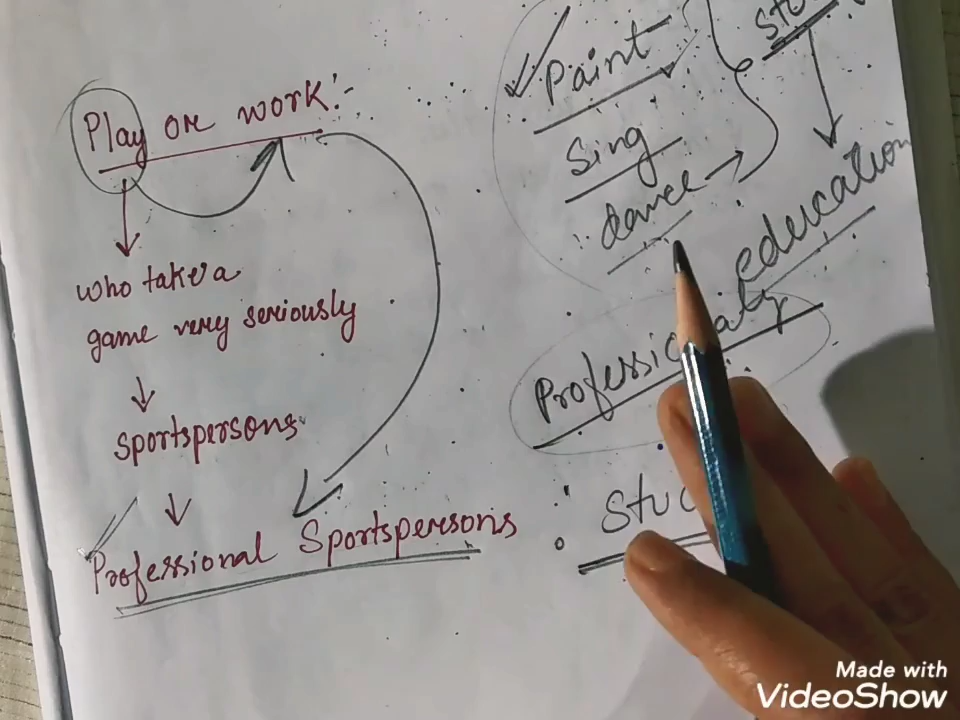 Play or work:-
who take a
game very seriously
sportspersons
Professional Sportspersons
Paint
Sing
dance
education
Made with
VideoShow